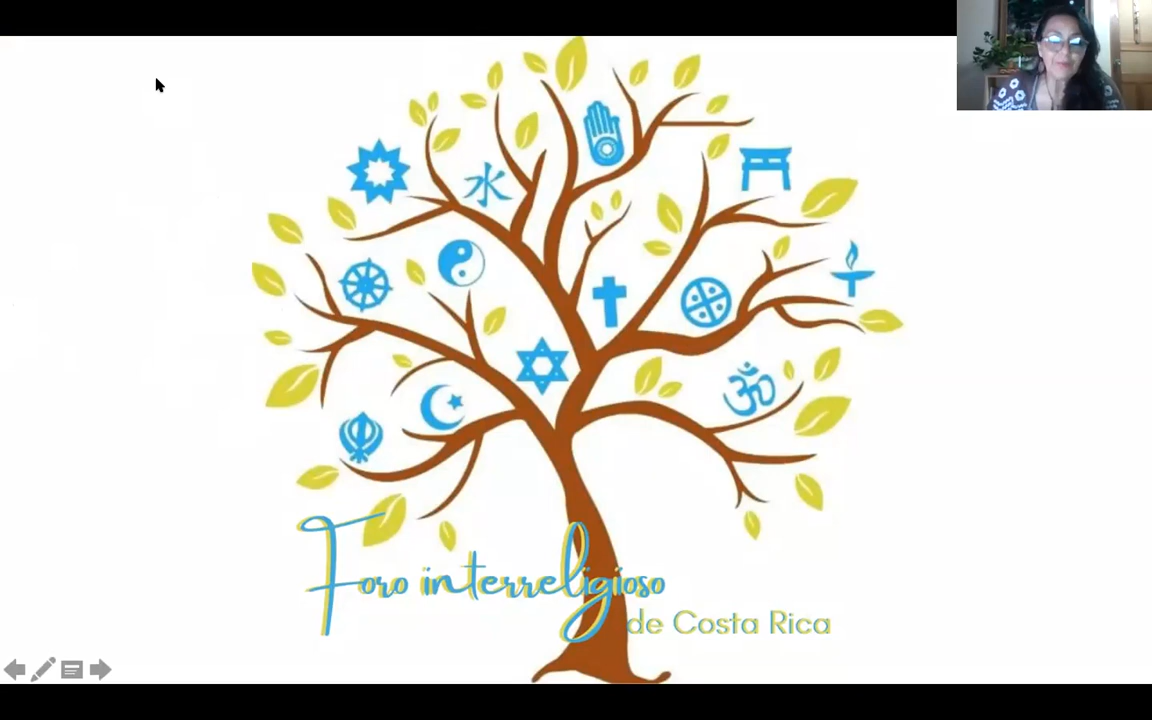 水
ॐ
Foro interreligioso
de Costa Rica